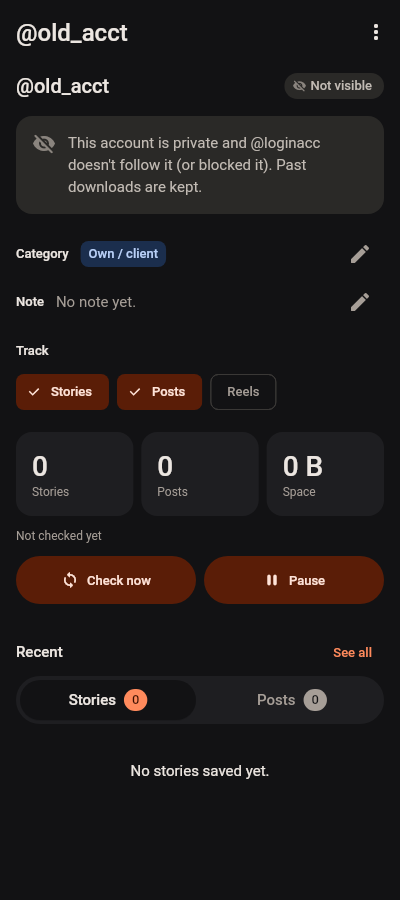 @old_acct
@old_acct
Not visible
This account is private and @loginacc
doesn't follow it (or blocked it). Past
downloads are kept.
Category
Own / client
Note
No note yet.
Track
Stories
Posts
Reels
0
Stories
0
Posts
0 B
Space
Not checked yet
Check now
Pause
Recent
See all
Stories 0
Posts 0
No stories saved yet.